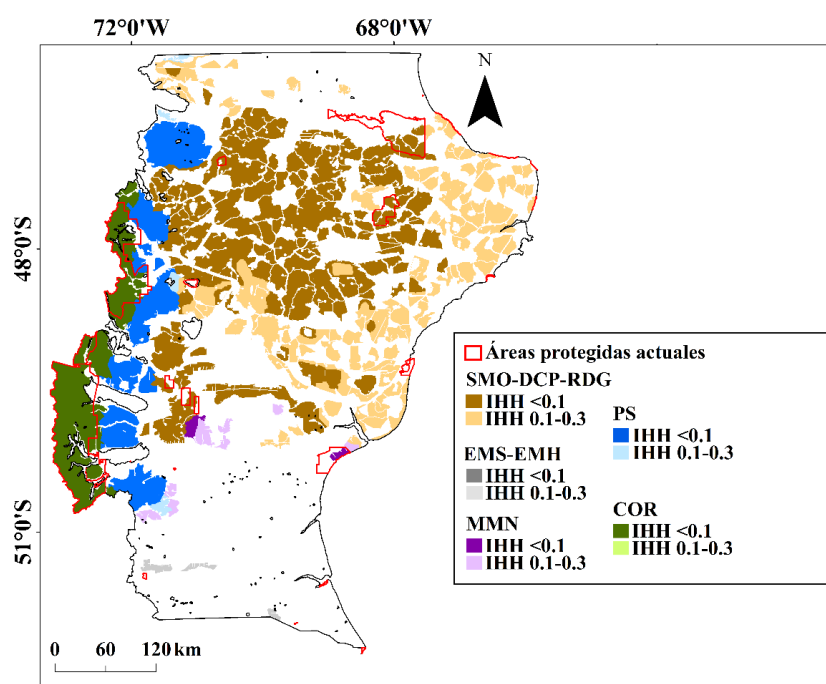 72°0'W 68°0'W
N
48°0'S
51°0'S
Áreas protegidas actuales
SMO-DCP-RDG
IHH <0.1
IHH 0.1-0.3
EMS-EMH
IHH <0.1
IHH 0.1-0.3
MMN
IHH <0.1
IHH 0.1-0.3
PS
IHH <0.1
IHH 0.1-0.3
COR
IHH <0.1
IHH 0.1-0.3
0 60 120 km